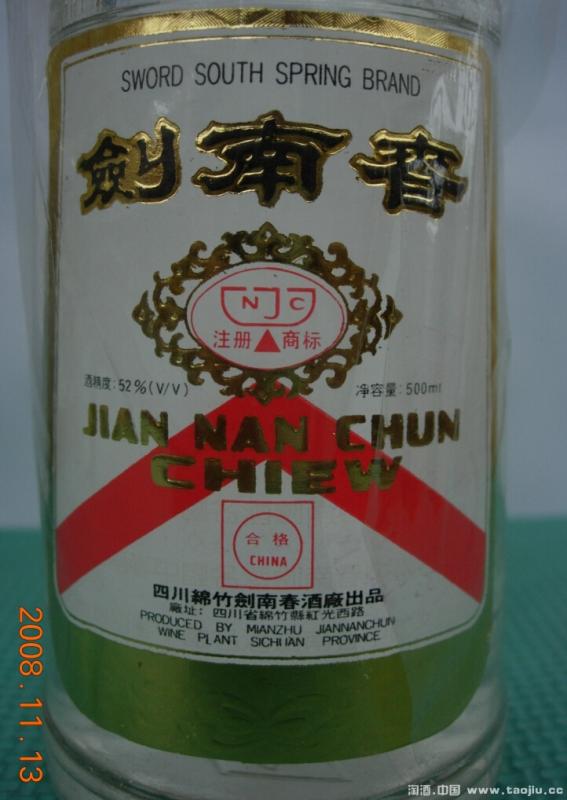 SWORD SOUTH SPRING BRAND
劍南春
NJC
注册▲商标
酒精度: 52%(V/V)
净容量: 500ml
JIAN NAN CHUN
CHIEW
合格
CHINA
四川綿竹劍南春酒廠出品
廠址: 四川省綿竹縣紅光西路
PRODUCED BY MIANZHU JIANNANCHUN
WINE PLANT SICHUAN PROVINCE
2008.11.13
淘酒.中国 www.taojiu.cc